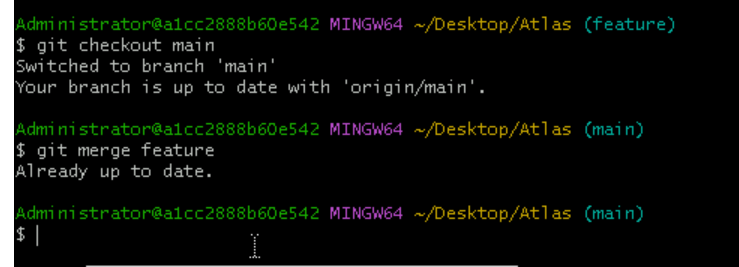 Administrator@a1cc2888b60e542 MINGW64 ~/Desktop/Atlas (feature)
$ git checkout main
Switched to branch 'main'
Your branch is up to date with 'origin/main'.
Administrator@a1cc2888b60e542 MINGW64 ~/Desktop/Atlas (main)
$ git merge feature
Already up to date.
Administrator@a1cc2888b60e542 MINGW64 ~/Desktop/Atlas (main)
$